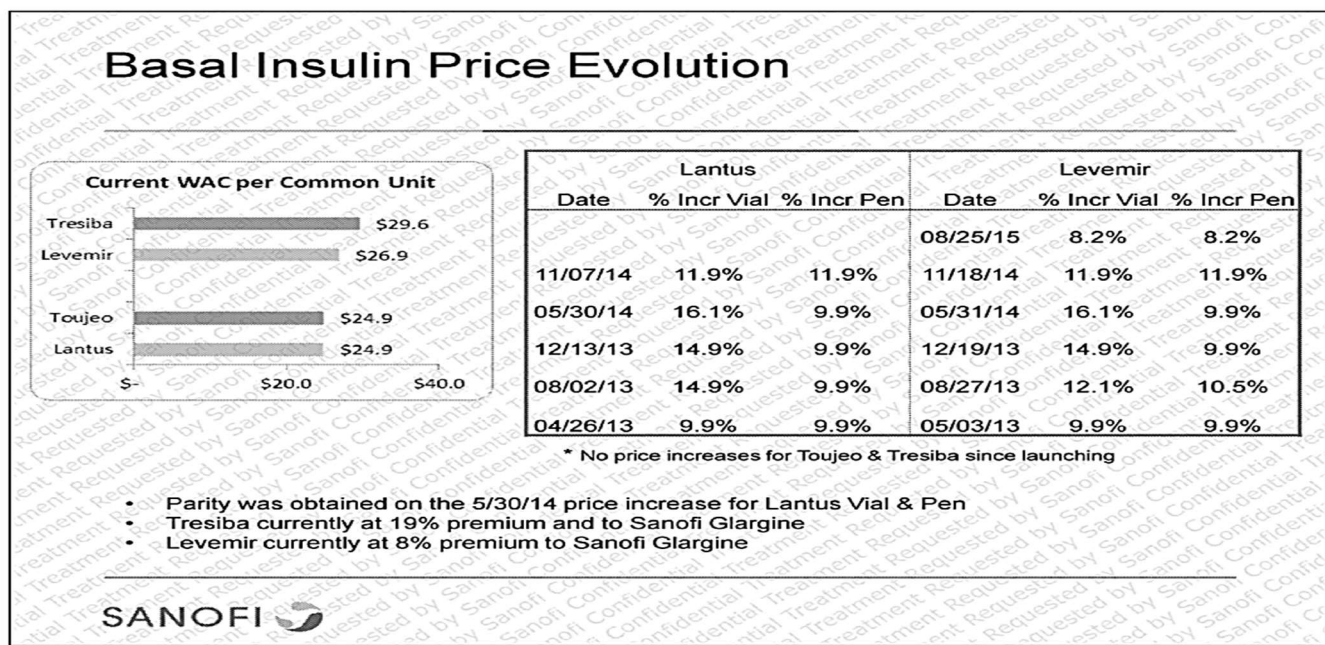 Basal Insulin Price Evolution
Current WAC per Common Unit
Tresiba $29.6
Levemir $26.9
Toujeo $24.9
Lantus $24.9
$- $20.0 $40.0
Lantus Levemir
Date % Incr Vial % Incr Pen Date % Incr Vial % Incr Pen
08/25/15 8.2% 8.2%
11/07/14 11.9% 11.9% 11/18/14 11.9% 11.9%
05/30/14 16.1% 9.9% 05/31/14 16.1% 9.9%
12/13/13 14.9% 9.9% 12/19/13 14.9% 9.9%
08/02/13 14.9% 9.9% 08/27/13 12.1% 10.5%
04/26/13 9.9% 9.9% 05/03/13 9.9% 9.9%
* No price increases for Toujeo & Tresiba since launching
• Parity was obtained on the 5/30/14 price increase for Lantus Vial & Pen
• Tresiba currently at 19% premium and to Sanofi Glargine
• Levemir currently at 8% premium to Sanofi Glargine
SANOFI
Confidential Treatment Requested by Sanofi